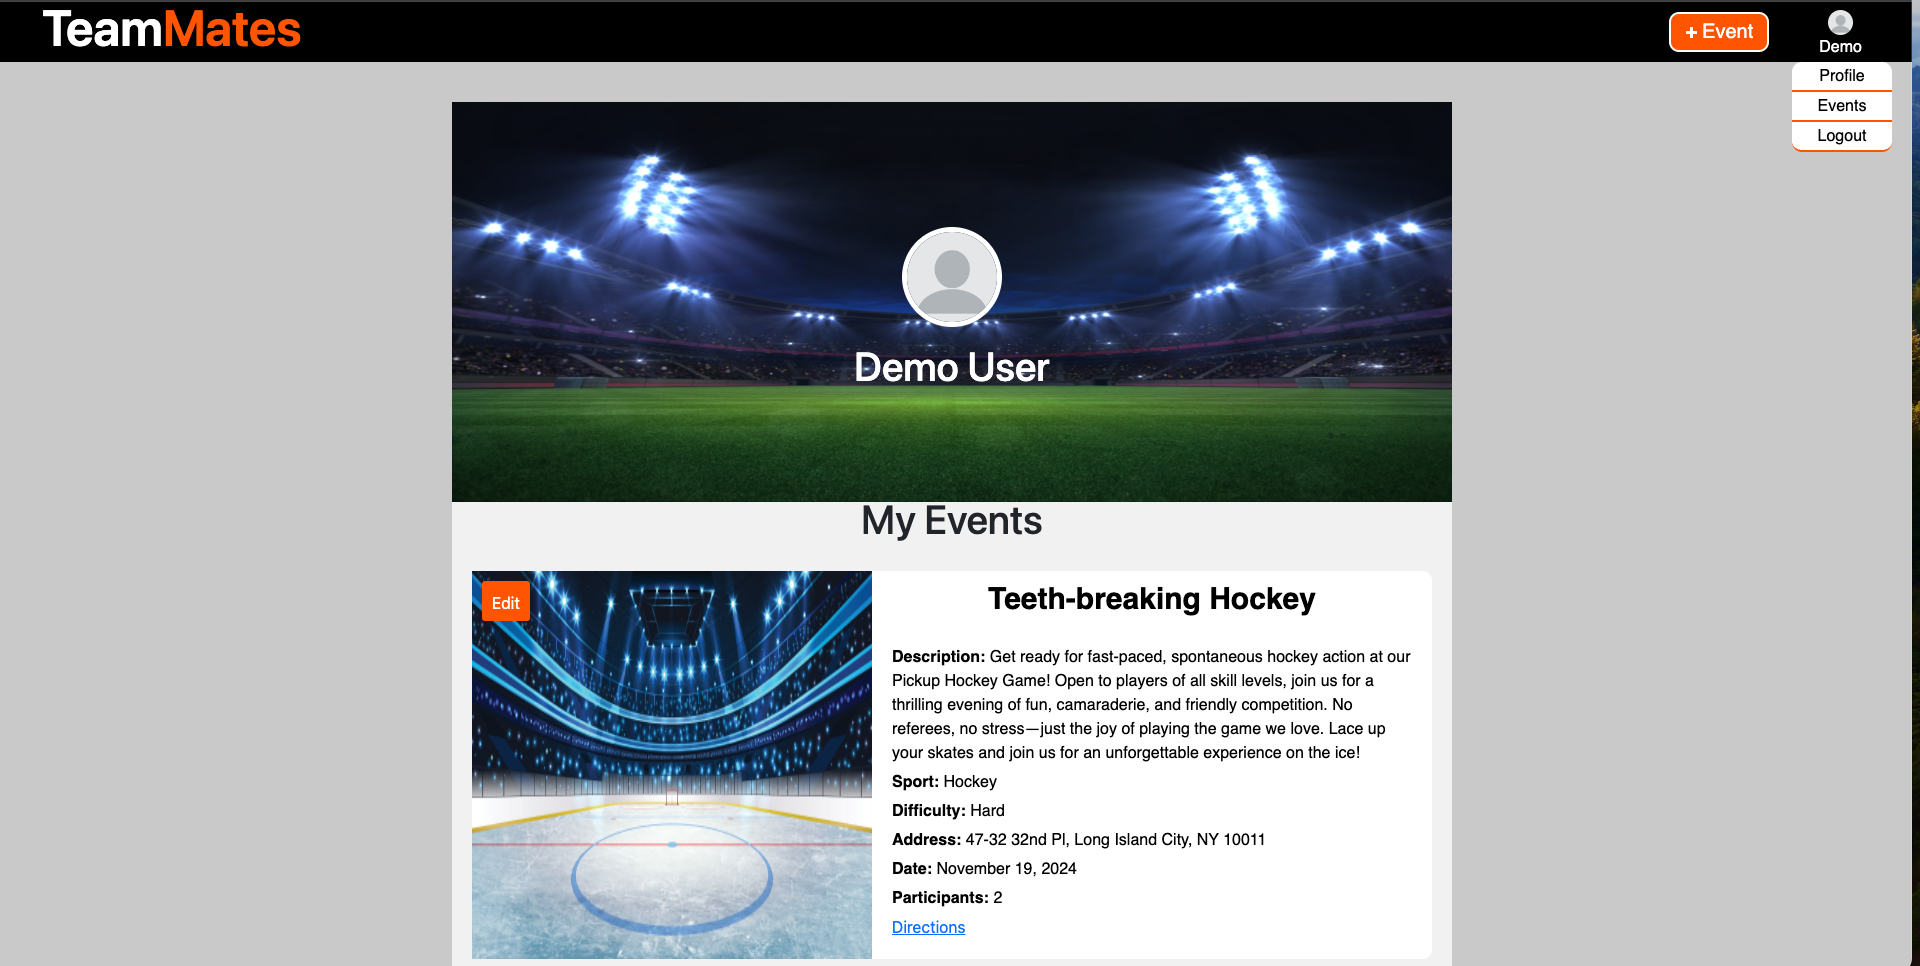 TeamMates
+ Event
Demo
Profile
Events
Logout
Demo User
My Events
Edit
Teeth-breaking Hockey
Description: Get ready for fast-paced, spontaneous hockey action at our
Pickup Hockey Game! Open to players of all skill levels, join us for a
thrilling evening of fun, camaraderie, and friendly competition. No
referees, no stress—just the joy of playing the game we love. Lace up
your skates and join us for an unforgettable experience on the ice!
Sport: Hockey
Difficulty: Hard
Address: 47-32 32nd Pl, Long Island City, NY 10011
Date: November 19, 2024
Participants: 2
Directions